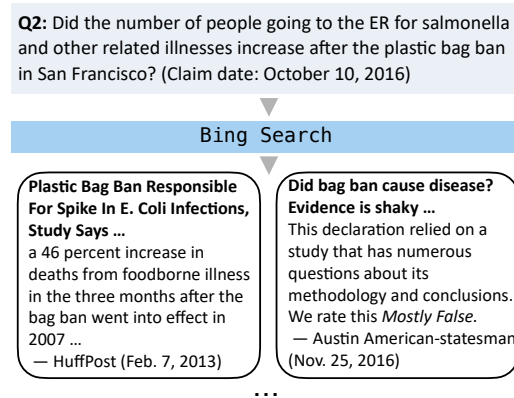 Q2: Did the number of people going to the ER for salmonella
and other related illnesses increase after the plastic bag ban
in San Francisco? (Claim date: October 10, 2016)
Bing Search
Plastic Bag Ban Responsible
For Spike In E. Coli Infections,
Study Says ...
a 46 percent increase in
deaths from foodborne illness
in the three months after the
bag ban went into effect in
2007 ...
— HuffPost (Feb. 7, 2013)
Did bag ban cause disease?
Evidence is shaky ...
This declaration relied on a
study that has numerous
questions about its
methodology and conclusions.
We rate this Mostly False.
— Austin American-statesman
(Nov. 25, 2016)
...